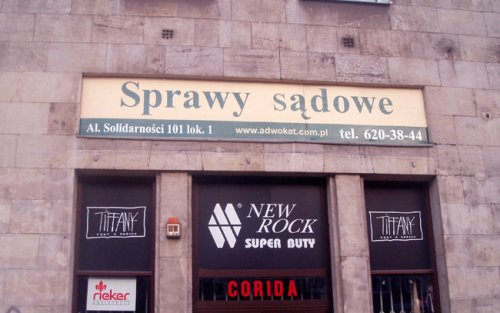 Sprawy sądowe
Al. Solidarności 101 lok. 1 www.adwokat.com.pl tel. 620-38-44
TIFFANY
NEW ROCK®
SUPER BUTY
TIFFANY
rieker
CORIDA